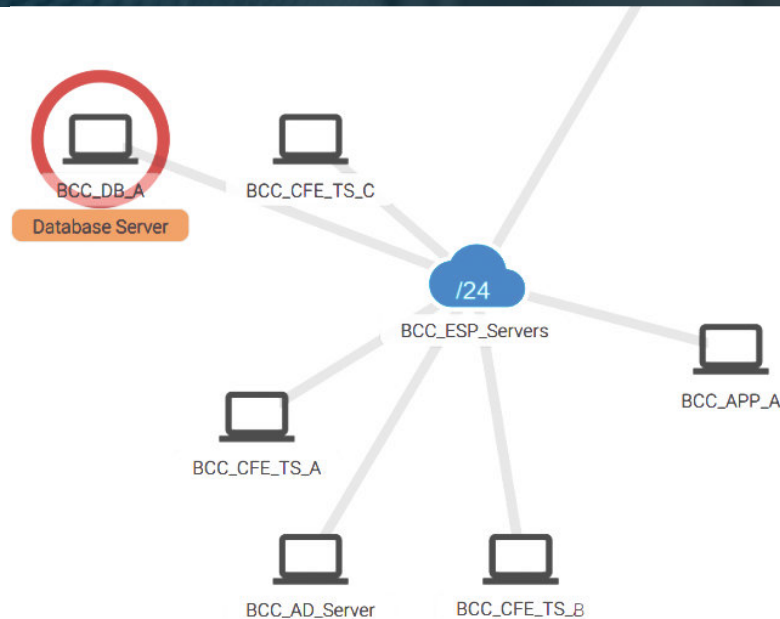 BCC_DB_A
Database Server
BCC_CFE_TS_C
/24
BCC_ESP_Servers
BCC_APP_A
BCC_CFE_TS_A
BCC_AD_Server
BCC_CFE_TS_B